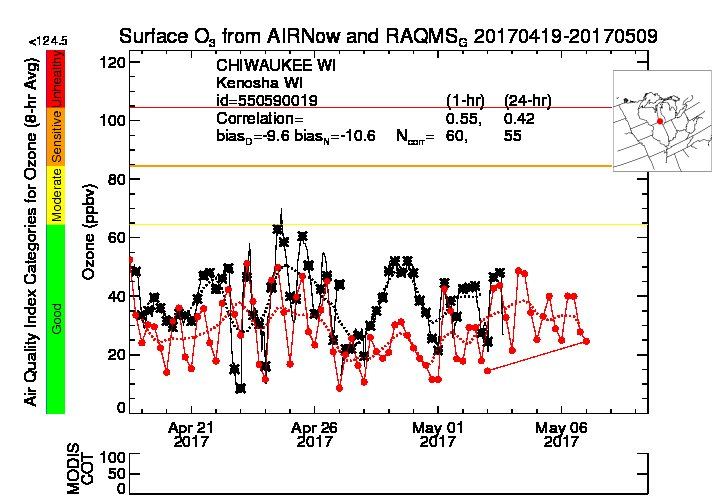 Surface O3 from AIRNow and RAQMSG 20170419-20170509
<124.5
CHIWAUKEE WI
Kenosha WI
id=550590019 (1-hr) (24-hr)
Correlation= 0.55, 0.42
biasD=-9.6 biasN=-10.6 Ncorr= 60, 55
Air Quality Index Categories for Ozone (8-hr Avg)
Good
Moderate
Sensitive
Unhealthy
Ozone (ppbv)
120
100
80
60
40
20
0
Apr 21 Apr 26 May 01 May 06
2017 2017 2017 2017
MODIS
COT
100
50
0